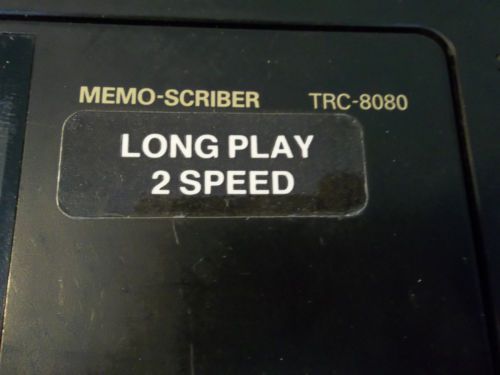 MEMO-SCRIBER TRC-8080
LONG PLAY
2 SPEED